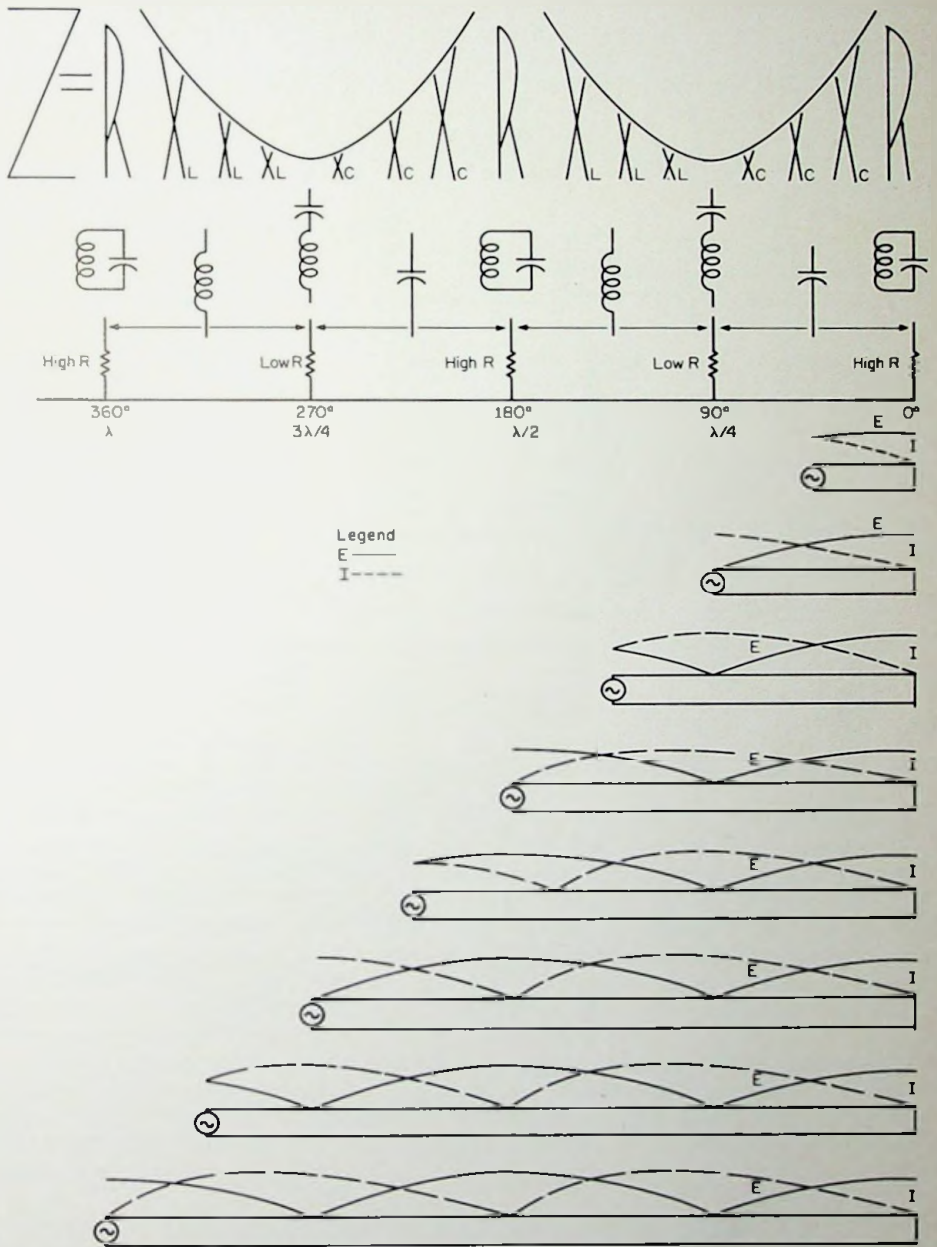 Z = R X L X L X L X C X C X C R X L X L X L X C X C X C R
High R Low R High R Low R High R
360° 270° 180° 90° 0°
λ 3λ/4 λ/2 λ/4
E
I
Legend
E
I
E
I
E
I
E
I
E
I
E
I
E
I
E
I